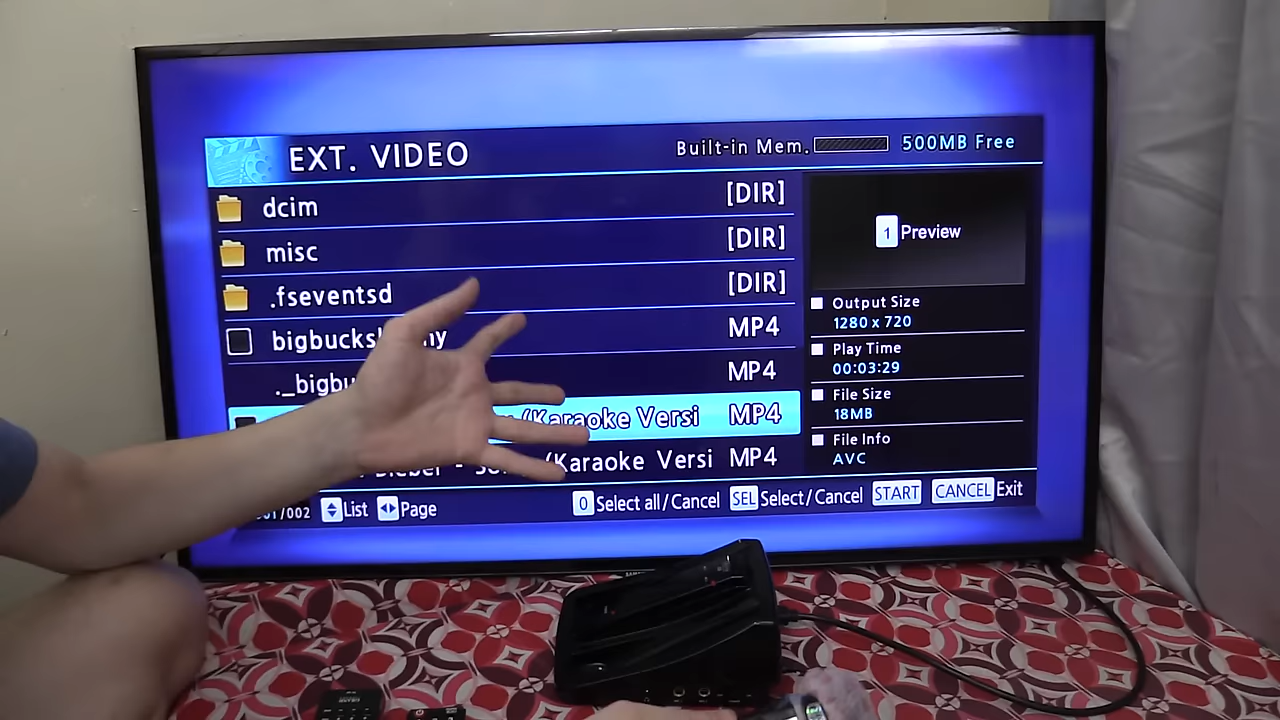 EXT. VIDEO
Built-in Mem. 500MB Free
dcim [DIR]
misc [DIR]
.fseventsd [DIR]
MP4
MP4
(Karaoke Versi MP4
(Karaoke Versi MP4
1 Preview
Output Size
1280 x 720
Play Time
00:03:29
File Size
18MB
File Info
AVC
/002 List Page 0 Select all/Cancel SEL Select/Cancel START CANCEL Exit